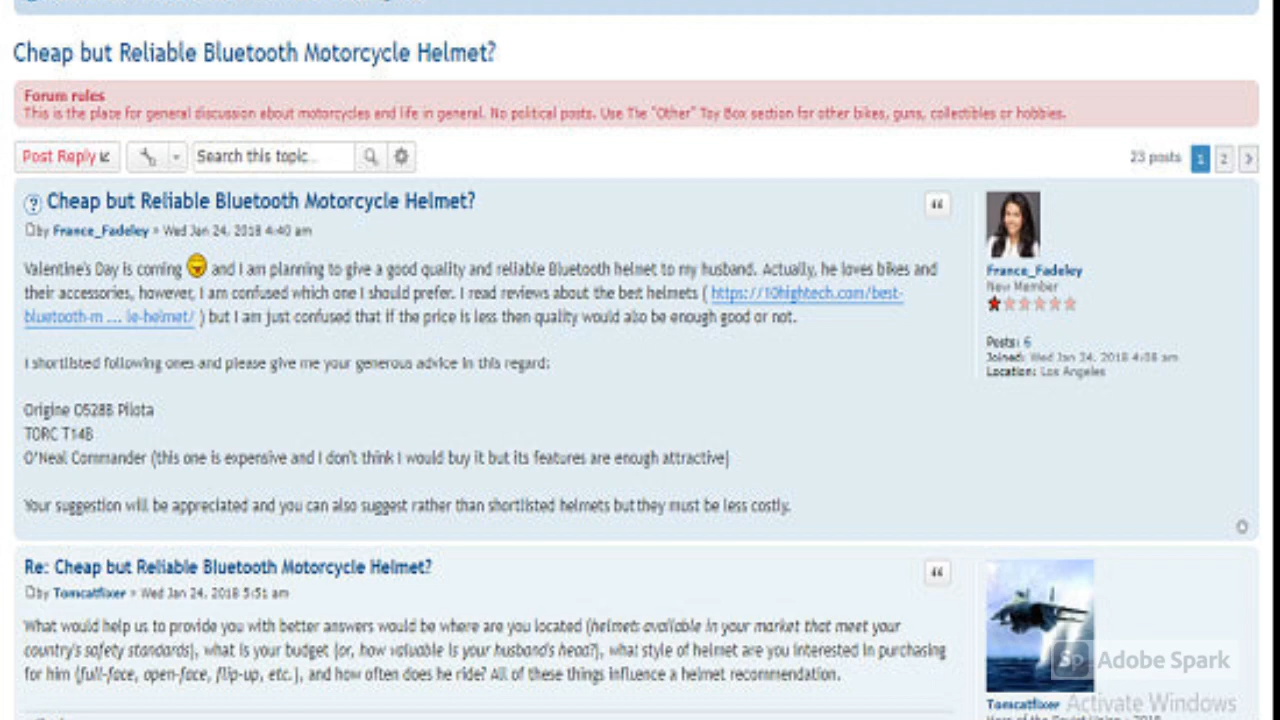 Cheap but Reliable Bluetooth Motorcycle Helmet?
Forum rules
This is the place for general discussion about motorcycles and life in general. No political posts. Use The "Other" Toy Box section for other bikes, guns, collectibles or hobbies.
Post Reply
Search this topic...
23 posts 1 2
Cheap but Reliable Bluetooth Motorcycle Helmet?
by France_Fadeley » Wed Jan 24, 2018 4:40 am
Valentine's Day is coming and I am planning to give a good quality and reliable Bluetooth helmet to my husband. Actually, he loves bikes and
their accessories, however, I am confused which one I should prefer. I read reviews about the best helmets ( https://10hightech.com/best-
bluetooth-m ... le-helmet/ ) but I am just confused that if the price is less then quality would also be enough good or not.
I shortlisted following ones and please give me your generous advice in this regard:
Origine O528B Pilota
TORC T14B
O'Neal Commander (this one is expensive and I don't think I would buy it but its features are enough attractive)
Your suggestion will be appreciated and you can also suggest rather than shortlisted helmets but they must be less costly.
France_Fadeley
New Member
Posts: 6
Joined: Wed Jan 24, 2018 4:08 am
Location: Los Angeles
Re: Cheap but Reliable Bluetooth Motorcycle Helmet?
by Tomcatfixer » Wed Jan 24, 2018 5:51 am
What would help us to provide you with better answers would be where are you located (helmets available in your market that meet your
country's safety standards), what is your budget (or, how valuable is your husband's head?), what style of helmet are you interested in purchasing
for him (full-face, open-face, flip-up, etc.), and how often does he ride? All of these things influence a helmet recommendation.
Sp Adobe Spark
Tomcatfixer
Activate Windows